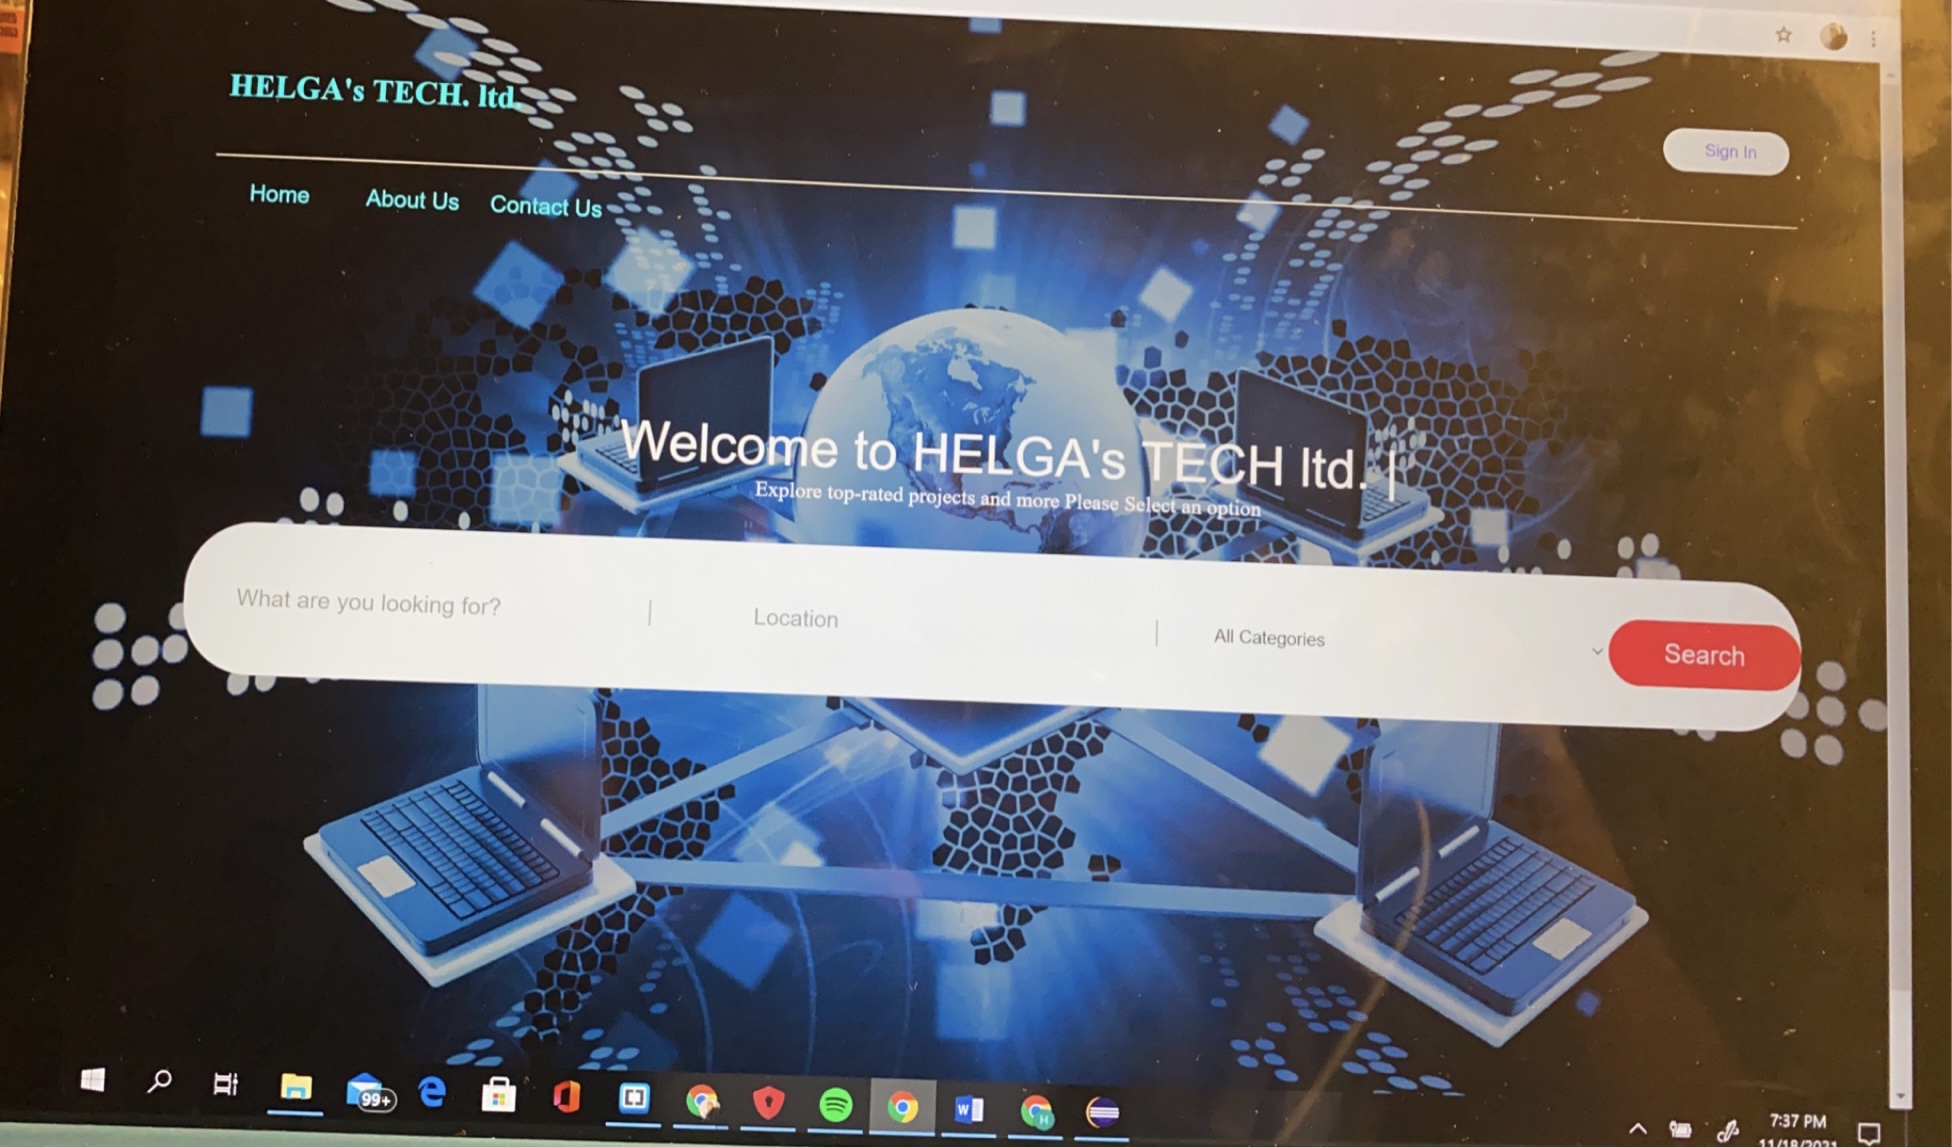 HELGA's TECH. ltd.
Sign In
Home About Us Contact Us
Welcome to HELGA's TECH ltd. |
Explore top-rated projects and more Please Select an option
What are you looking for? | Location | All Categories Search
99+
W
H
7:37 PM
11/18/2021